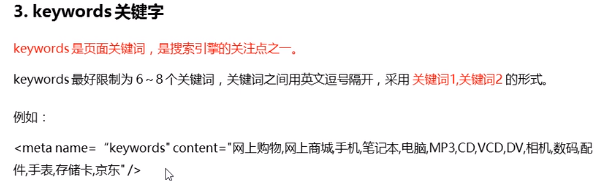 3. keywords 关键字
keywords 是页面关键词，是搜索引擎的关注点之一。
keywords 最好限制为 6～8 个关键词，关键词之间用英文逗号隔开，采用 关键词1,关键词2 的形式。
例如：
<meta name= “keywords" content="网上购物,网上商城,手机,笔记本,电脑,MP3,CD,VCD,DV,相机,数码,配
件,手表,存储卡,京东" />